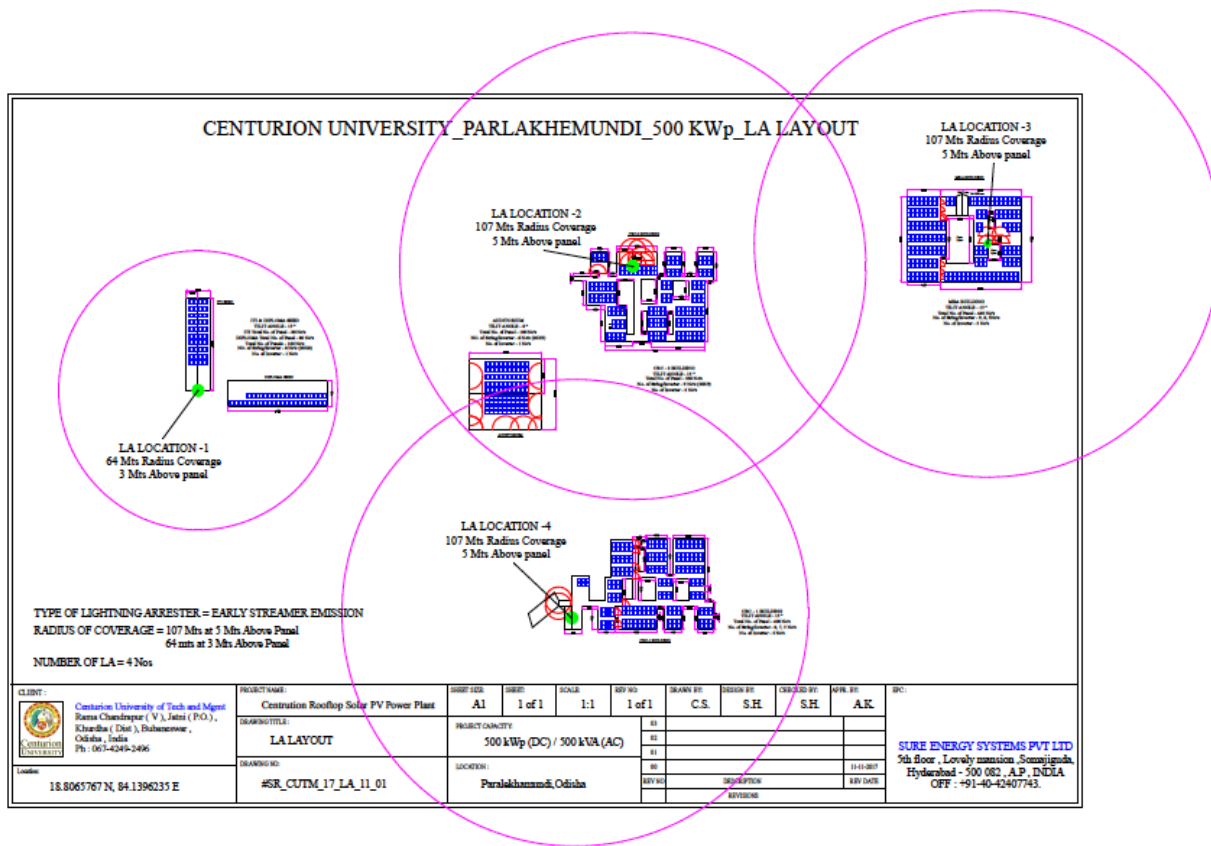 CENTURION UNIVERSITY_PARLAKHEMUNDI_500 KWp_LA LAYOUT
LA LOCATION -3
107 Mts Radius Coverage
5 Mts Above panel
LA LOCATION -2
107 Mts Radius Coverage
5 Mts Above panel
MBA BUILDING
AUDITORIUM
LA LOCATION -1
64 Mts Radius Coverage
3 Mts Above panel
LA LOCATION -4
107 Mts Radius Coverage
5 Mts Above panel
TYPE OF LIGHTNING ARRESTER = EARLY STREAMER EMISSION
RADIUS OF COVERAGE = 107 Mts at 5 Mts Above Panel
64 mts at 3 Mts Above Panel
NUMBER OF LA = 4 Nos
CLIENT :
Centurion University
Centurion University of Tech and Mgmt
Rama Chandrapur ( V ), Jatni ( P.O.) ,
Khurdha ( Dist ), Bubaneswar ,
Odisha , India
Ph : 067-4249-2496
18.8065767 N, 84.1396235 E
PROJECT NAME :
Centrution Rooftop Solar PV Power Plant
DRAWING TITLE :
LA LAYOUT
DRAWING NO:
#SR_CUTM_17_LA_11_01
SHEET SIZE
A1
SHEET:
1 of 1
SCALE
1:1
REV NO:
1 of 1
DRAWN BY:
C.S.
DESIGN BY:
S.H.
CHECKED BY:
S.H.
APPR. BY:
A.K.
PROJECT CAPACITY:
500 kWp (DC) / 500 kVA (AC)
LOCATION :
Paralekhamundi,Odisha
03
02
01
00 11-11-2017
REV NO DESCRIPTION REV DATE
REVISIONS
EPC :
SURE ENERGY SYSTEMS PVT LTD
5th floor , Lovely mansion ,Somajiguda,
Hyderabad - 500 082 , A.P , INDIA
OFF : +91-40-42407743.